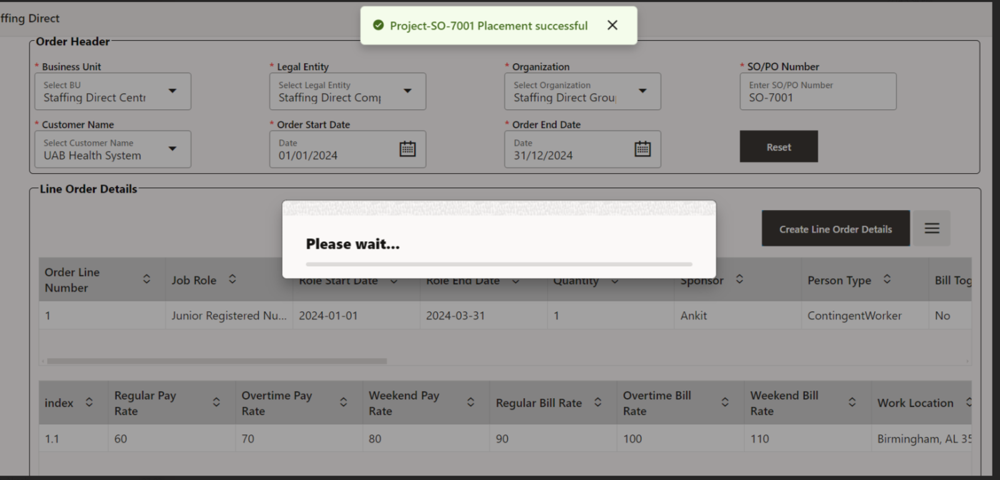 ffing Direct
Project-SO-7001 Placement successful
Order Header
* Business Unit
Select BU
Staffing Direct Centr
* Legal Entity
Select Legal Entity
Staffing Direct Comp
* Organization
Select Organization
Staffing Direct Grou
* SO/PO Number
Enter SO/PO Number
SO-7001
* Customer Name
Select Customer Name
UAB Health System
* Order Start Date
Date
01/01/2024
* Order End Date
Date
31/12/2024
Reset
Line Order Details
Create Line Order Details
Please wait...
Order Line
Number
Job Role
Role Start Date
Role End Date
Quantity
Sponsor
Person Type
Bill Tog
1
Junior Registered Nu...
2024-01-01
2024-03-31
1
Ankit
ContingentWorker
No
index
Regular Pay
Rate
Overtime Pay
Rate
Weekend Pay
Rate
Regular Bill Rate
Overtime Bill
Rate
Weekend Bill
Rate
Work Location
1.1
60
70
80
90
100
110
Birmingham, AL 35